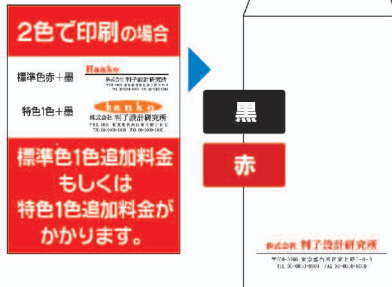 2色で印刷の場合
標準色赤+墨
Hanko
株式会社 判子設計研究所
特色1色+墨
hanko
株式会社 判子設計研究所
標準色1色追加料金
もしくは
特色1色追加料金が
かかります。
黒
赤
株式会社 判子設計研究所